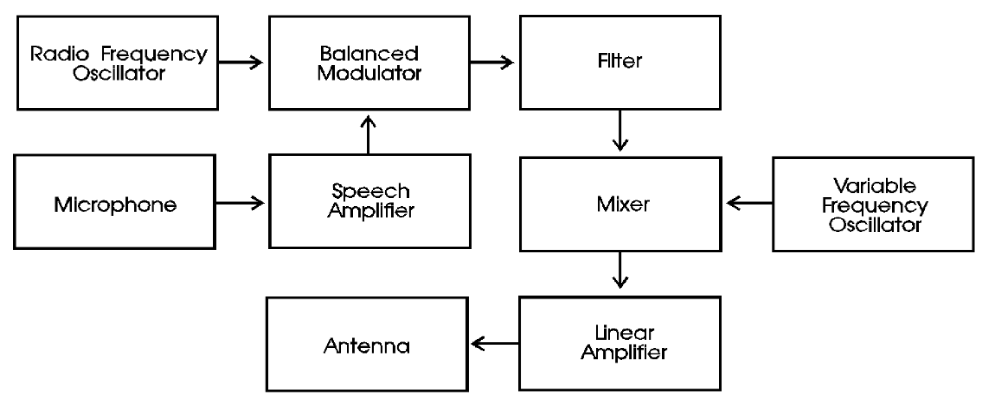 Radio Frequency
Oscillator
Balanced
Modulator
Filter
Microphone
Speech
Amplifier
Mixer
Variable
Frequency
Oscillator
Antenna
Linear
Amplifier